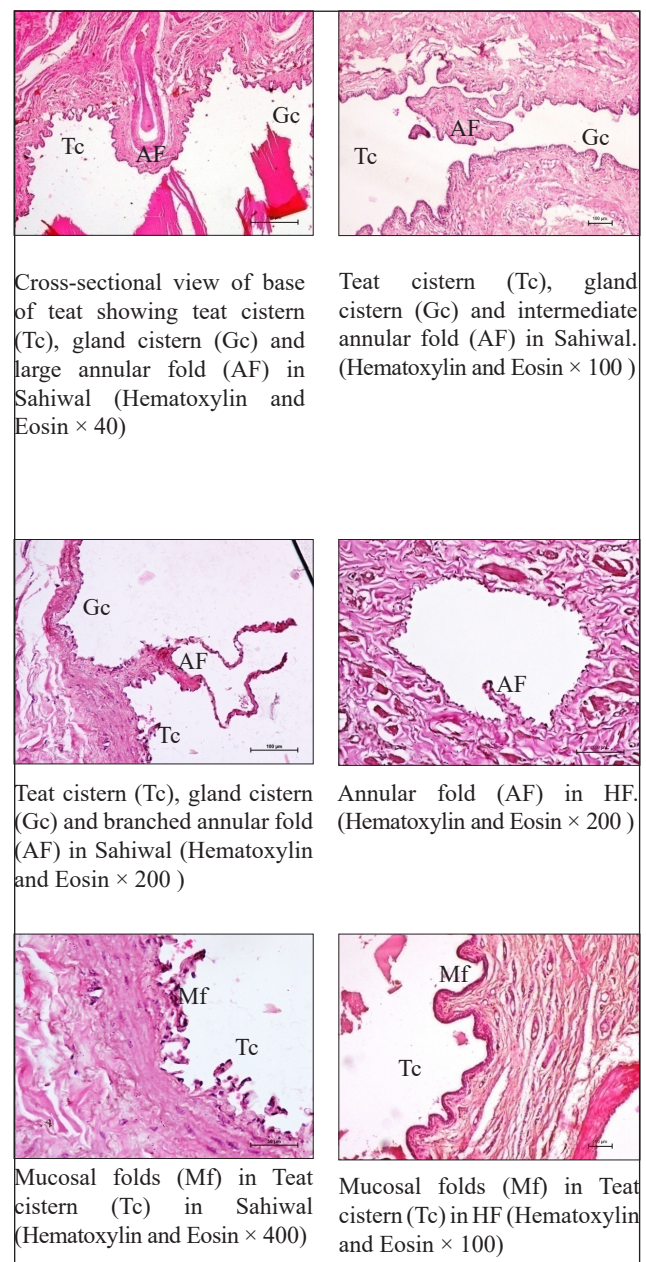 Tc
AF
Gc
Tc
AF
Gc
100 µm
Cross-sectional view of base
of teat showing teat cistern
(Tc), gland cistern (Gc) and
large annular fold (AF) in
Sahiwal (Hematoxylin and
Eosin × 40)
Teat cistern (Tc), gland
cistern (Gc) and intermediate
annular fold (AF) in Sahiwal.
(Hematoxylin and Eosin × 100 )
Gc
AF
Tc
100 µm
AF
Teat cistern (Tc), gland cistern
(Gc) and branched annular fold
(AF) in Sahiwal (Hematoxylin
and Eosin × 200 )
Annular fold (AF) in HF.
(Hematoxylin and Eosin × 200 )
Mf
Tc
Mf
Tc
Mucosal folds (Mf) in Teat
cistern (Tc) in Sahiwal
(Hematoxylin and Eosin × 400)
Mucosal folds (Mf) in Teat
cistern (Tc) in HF (Hematoxylin
and Eosin × 100)